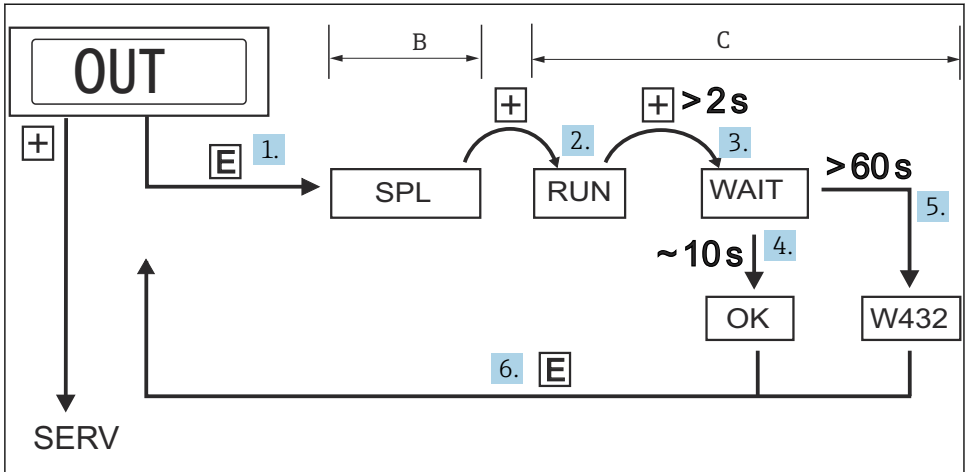 OUT
B
C
+
+
+ >2s
E
1.
2.
3.
SPL
RUN
WAIT
>60s
5.
~10s
4.
OK
W432
6. E
SERV